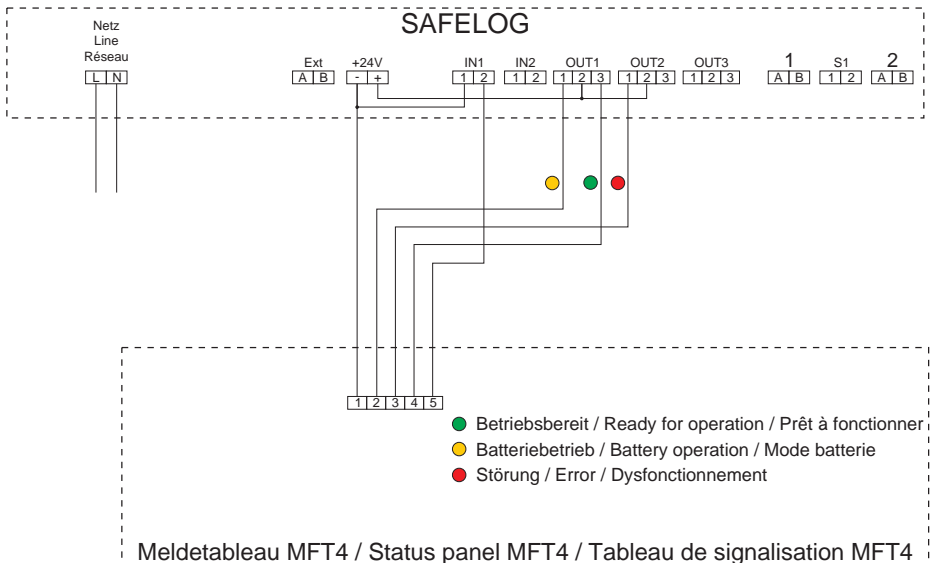 SAFELOG
Netz
Line
Réseau
L N
Ext
A B
+24V
- +
IN1
1 2
IN2
1 2
OUT1
1 2 3
OUT2
1 2 3
OUT3
1 2 3
1
A B
S1
1 2
2
A B
1 2 3 4 5
Betriebsbereit / Ready for operation / Prêt à fonctionner
Batteriebetrieb / Battery operation / Mode batterie
Störung / Error / Dysfonctionnement
Meldetableau MFT4 / Status panel MFT4 / Tableau de signalisation MFT4